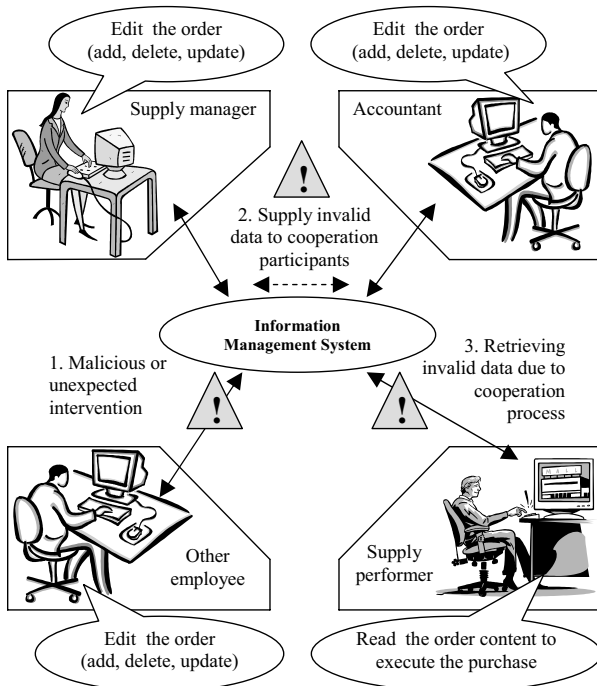 Edit the order
(add, delete, update)
Edit the order
(add, delete, update)
Supply manager
Accountant
!
2. Supply invalid
data to cooperation
participants
Information
Management System
1. Malicious or
unexpected
intervention
!
3. Retrieving
invalid data due to
cooperation
process
!
Other
employee
Supply
performer
MALL
Edit the order
(add, delete, update)
Read the order content to
execute the purchase